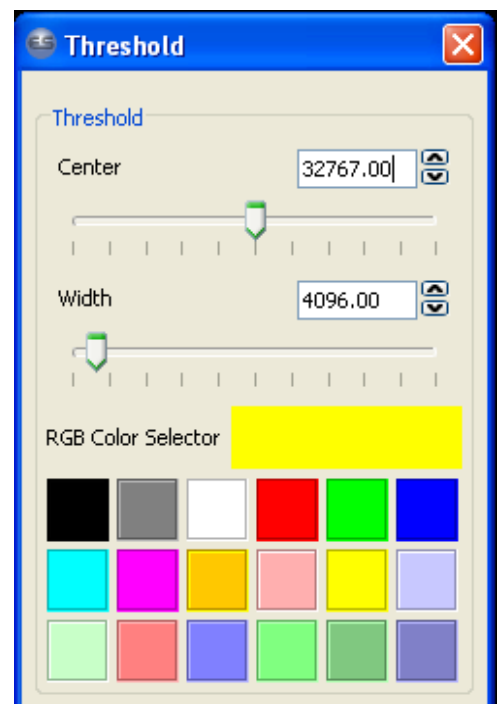 Threshold
Threshold
Center 32767.00
Width 4096.00
RGB Color Selector